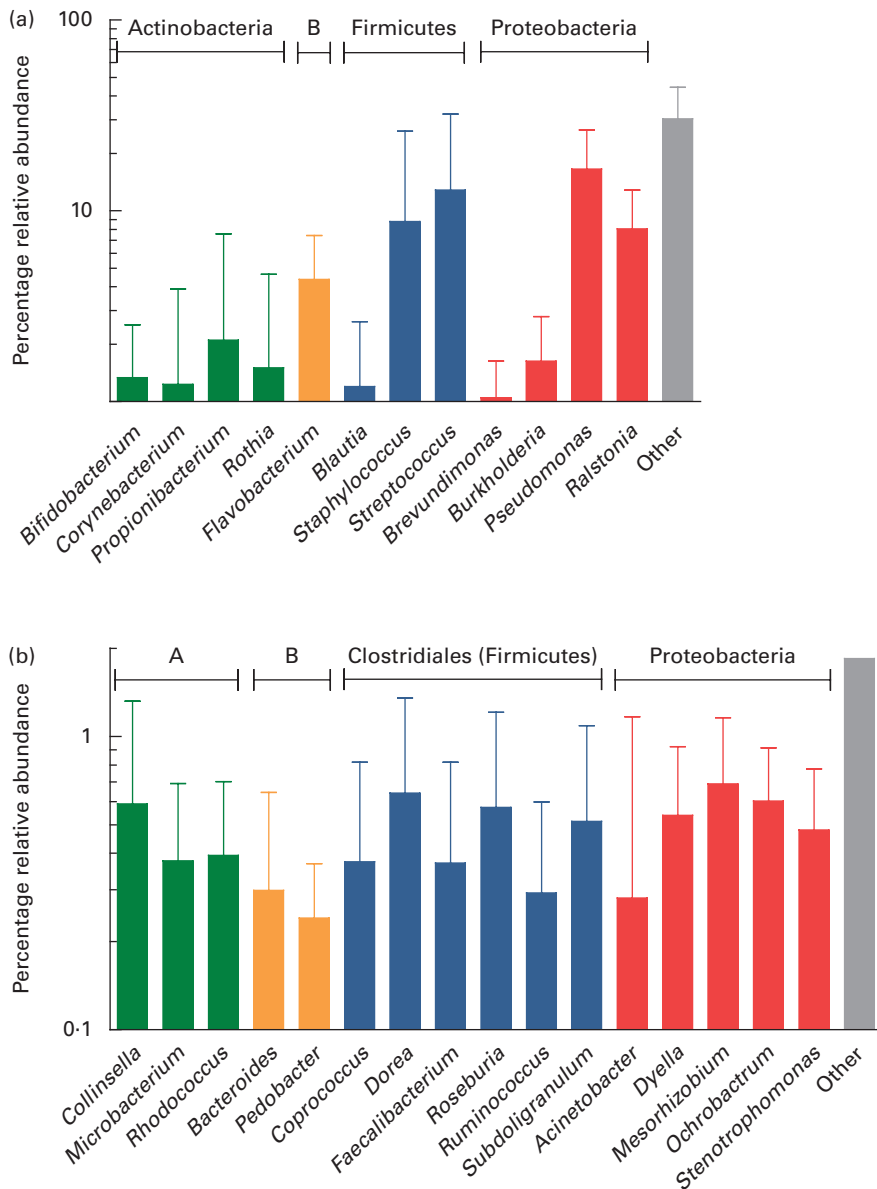 (a)
Actinobacteria B Firmicutes Proteobacteria
100
10
Percentage relative abundance
Bifidobacterium
Corynebacterium
Propionibacterium
Rothia
Flavobacterium
Blautia
Staphylococcus
Streptococcus
Brevundimonas
Burkholderia
Pseudomonas
Ralstonia
Other
(b)
A B Clostridiales (Firmicutes) Proteobacteria
1
0·1
Percentage relative abundance
Collinsella
Microbacterium
Rhodococcus
Bacteroides
Pedobacter
Coprococcus
Dorea
Faecalibacterium
Roseburia
Ruminococcus
Subdoligranulum
Acinetobacter
Dyella
Mesorhizobium
Ochrobactrum
Stenotrophomonas
Other